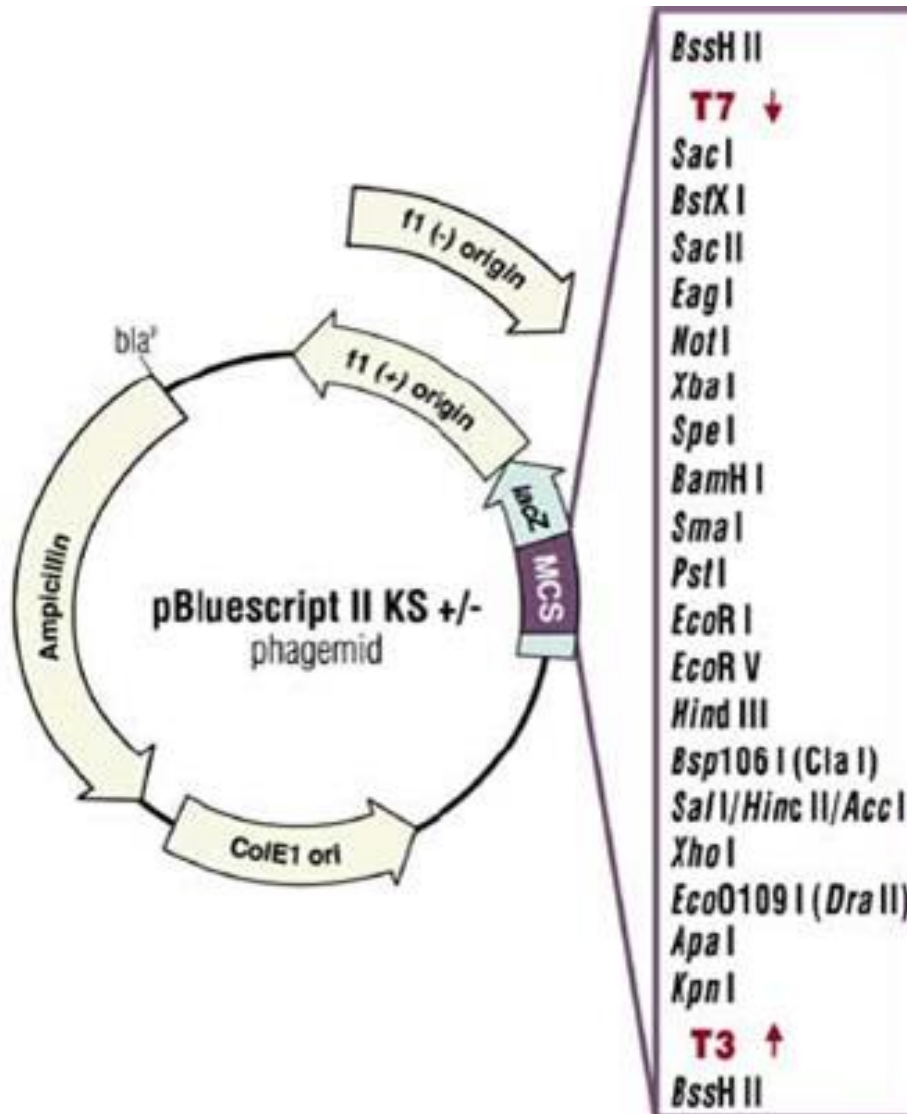 f1 (-) origin
f1 (+) origin
blaᵖ
lacZ
MCS
Ampicillin
pBluescript II KS +/-
phagemid
ColE1 ori
BssH II
T7 ↓
Sac I
BstX I
Sac II
Eag I
Not I
Xba I
Spe I
BamH I
Sma I
Pst I
EcoR I
EcoR V
Hind III
Bsp106 I (Cla I)
Sal I/Hinc II/Acc I
Xho I
EcoO109 I (Dra II)
Apa I
Kpn I
T3 ↑
BssH II